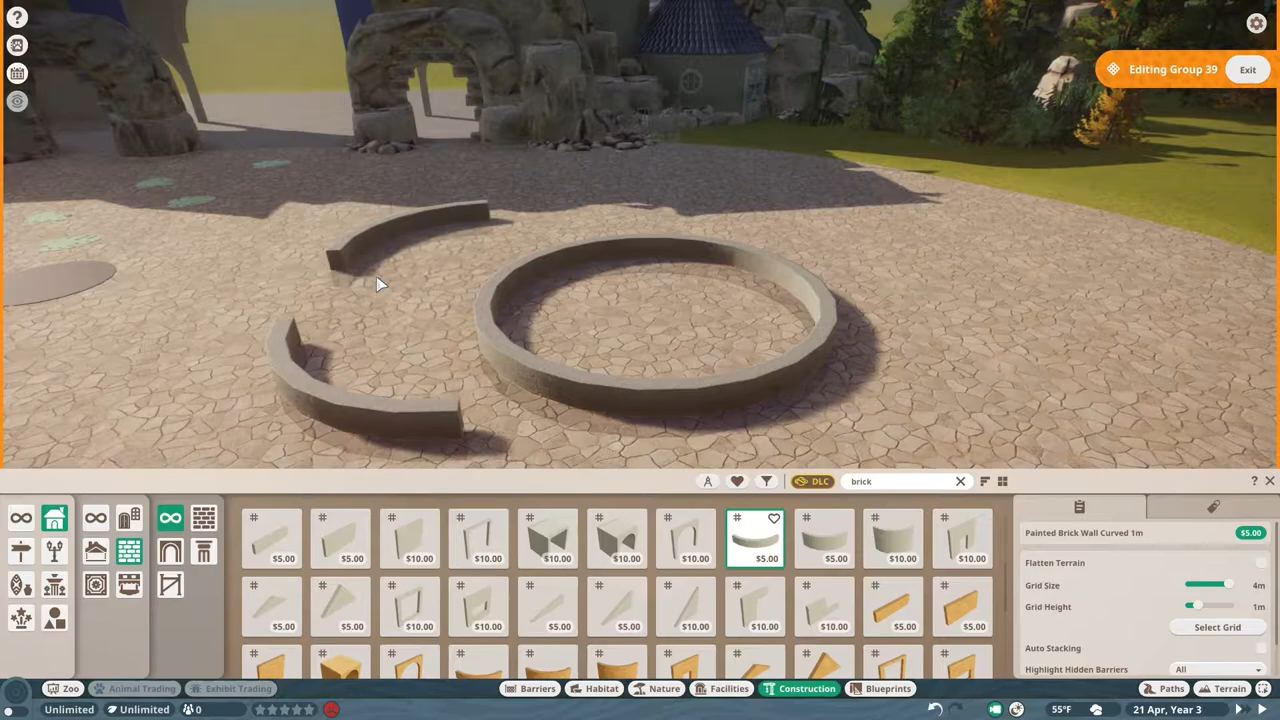 ?
Editing Group 39
Exit
DLC
brick
?
$5.00
$5.00
$10.00
$10.00
$10.00
$10.00
$10.00
$5.00
$5.00
$10.00
$10.00
Painted Brick Wall Curved 1m
$5.00
Flatten Terrain
Grid Size
4m
Grid Height
1m
Select Grid
Auto Stacking
Highlight Hidden Barriers
All
$5.00
$5.00
$10.00
$10.00
$5.00
$5.00
$10.00
$10.00
$5.00
$5.00
$5.00
Zoo
Animal Trading
Exhibit Trading
Barriers
Habitat
Nature
Facilities
Construction
Blueprints
Paths
Terrain
Unlimited
Unlimited
0
55°F
21 Apr, Year 3